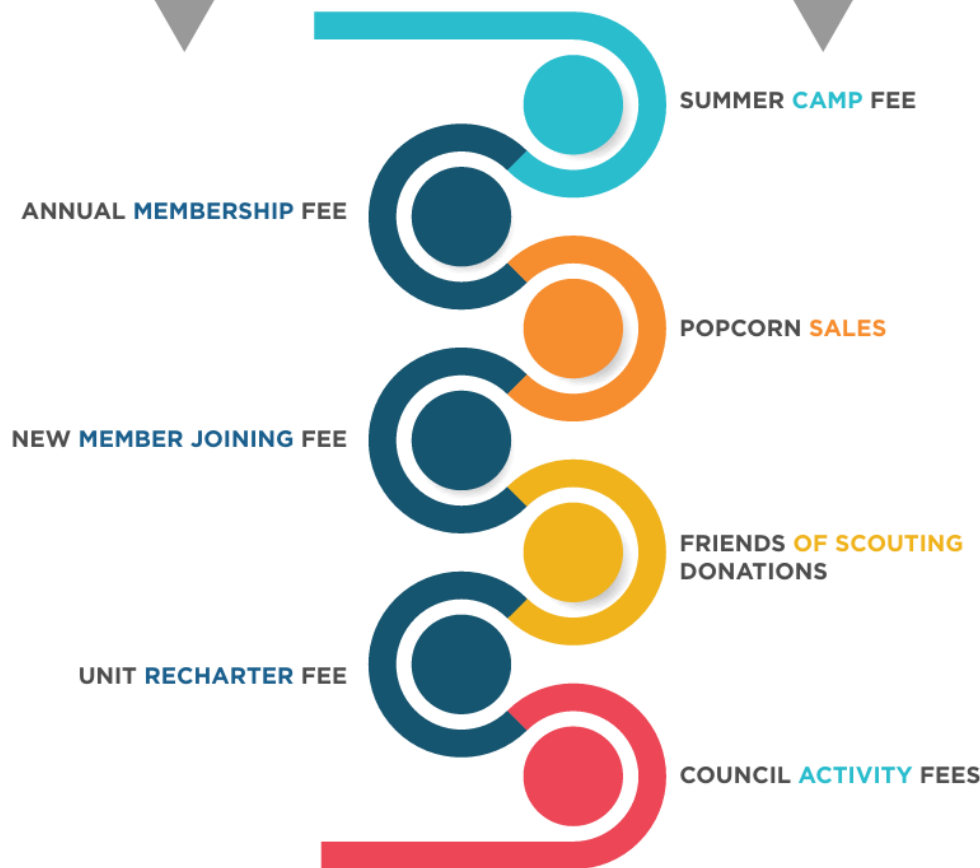 SUMMER CAMP FEE
ANNUAL MEMBERSHIP FEE
POPCORN SALES
NEW MEMBER JOINING FEE
FRIENDS OF SCOUTING
DONATIONS
UNIT RECHARTER FEE
COUNCIL ACTIVITY FEES